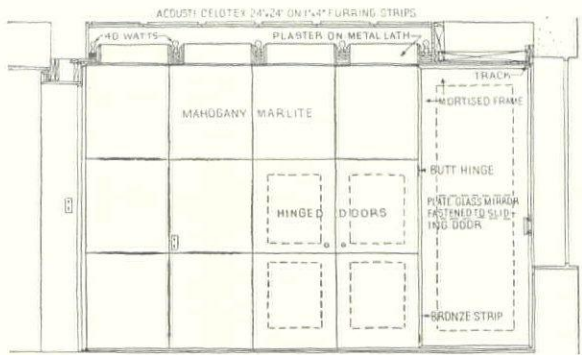 ACOUSTI CELOTEX 24"x24" ON 1"x4" FURRING STRIPS
40 WATTS
PLASTER ON METAL LATH
TRACK
MORTISED FRAME
MAHOGANY MARLITE
BUTT HINGE
PLATE GLASS MIRROR
FASTENED TO SLID-
ING DOOR
HINGED DOORS
BRONZE STRIP